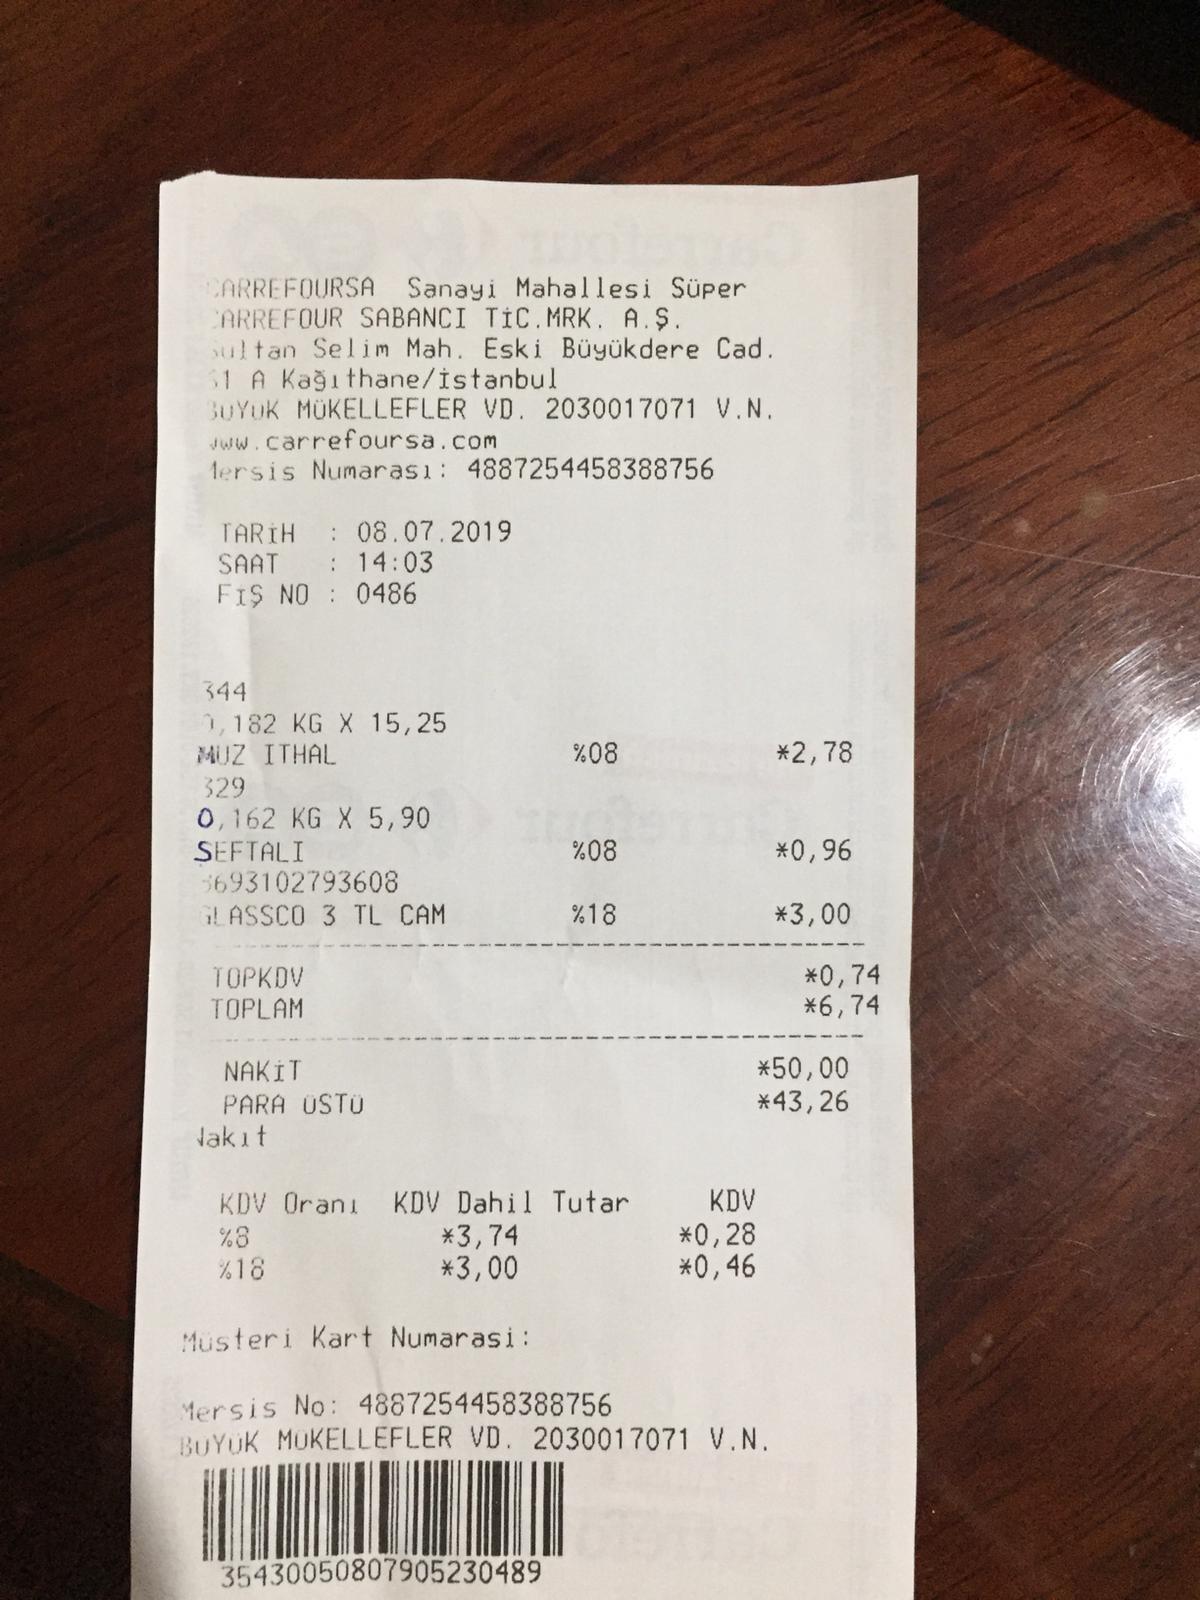 CARREFOURSA Sanayi Mahallesi Süper
CARREFOUR SABANCI TİC.MRK. A.Ş.
Sultan Selim Mah. Eski Büyükdere Cad.
A Kağıthane/İstanbul
BÜYÜK MÜKELLEFLER VD. 2030017071 V.N.
www.carrefoursa.com
Mersis Numarası: 4887254458388756
TARİH : 08.07.2019
SAAT : 14:03
FİŞ NO : 0486
344
0,182 KG X 15,25
MUZ ITHAL %08 *2,78
329
0,162 KG X 5,90
SEFTALI %08 *0,96
8693102793608
GLASSCO 3 TL CAM %18 *3,00
TOPKDV *0,74
TOPLAM *6,74
NAKİT *50,00
PARA ÜSTÜ *43,26
Nakit
KDV Oranı KDV Dahil Tutar KDV
%8 *3,74 *0,28
%18 *3,00 *0,46
Müsteri Kart Numarasi:
Mersis No: 4887254458388756
BÜYÜK MÜKELLEFLER VD. 2030017071 V.N.
35430050807905230489